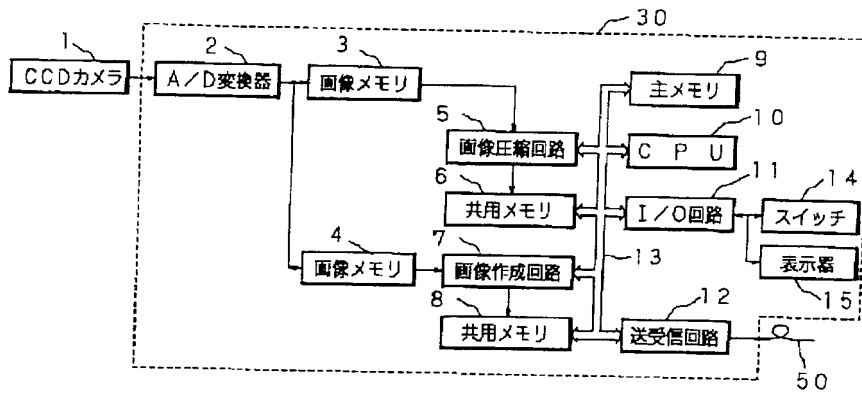 30
1
CCDカメラ
2
A/D変換器
3
画像メモリ
9
主メモリ
5
画像圧縮回路
10
CPU
6
共用メモリ
11
I/O回路
14
スイッチ
4
画像メモリ
7
画像作成回路
13
表示器
15
8
共用メモリ
12
送受信回路
50